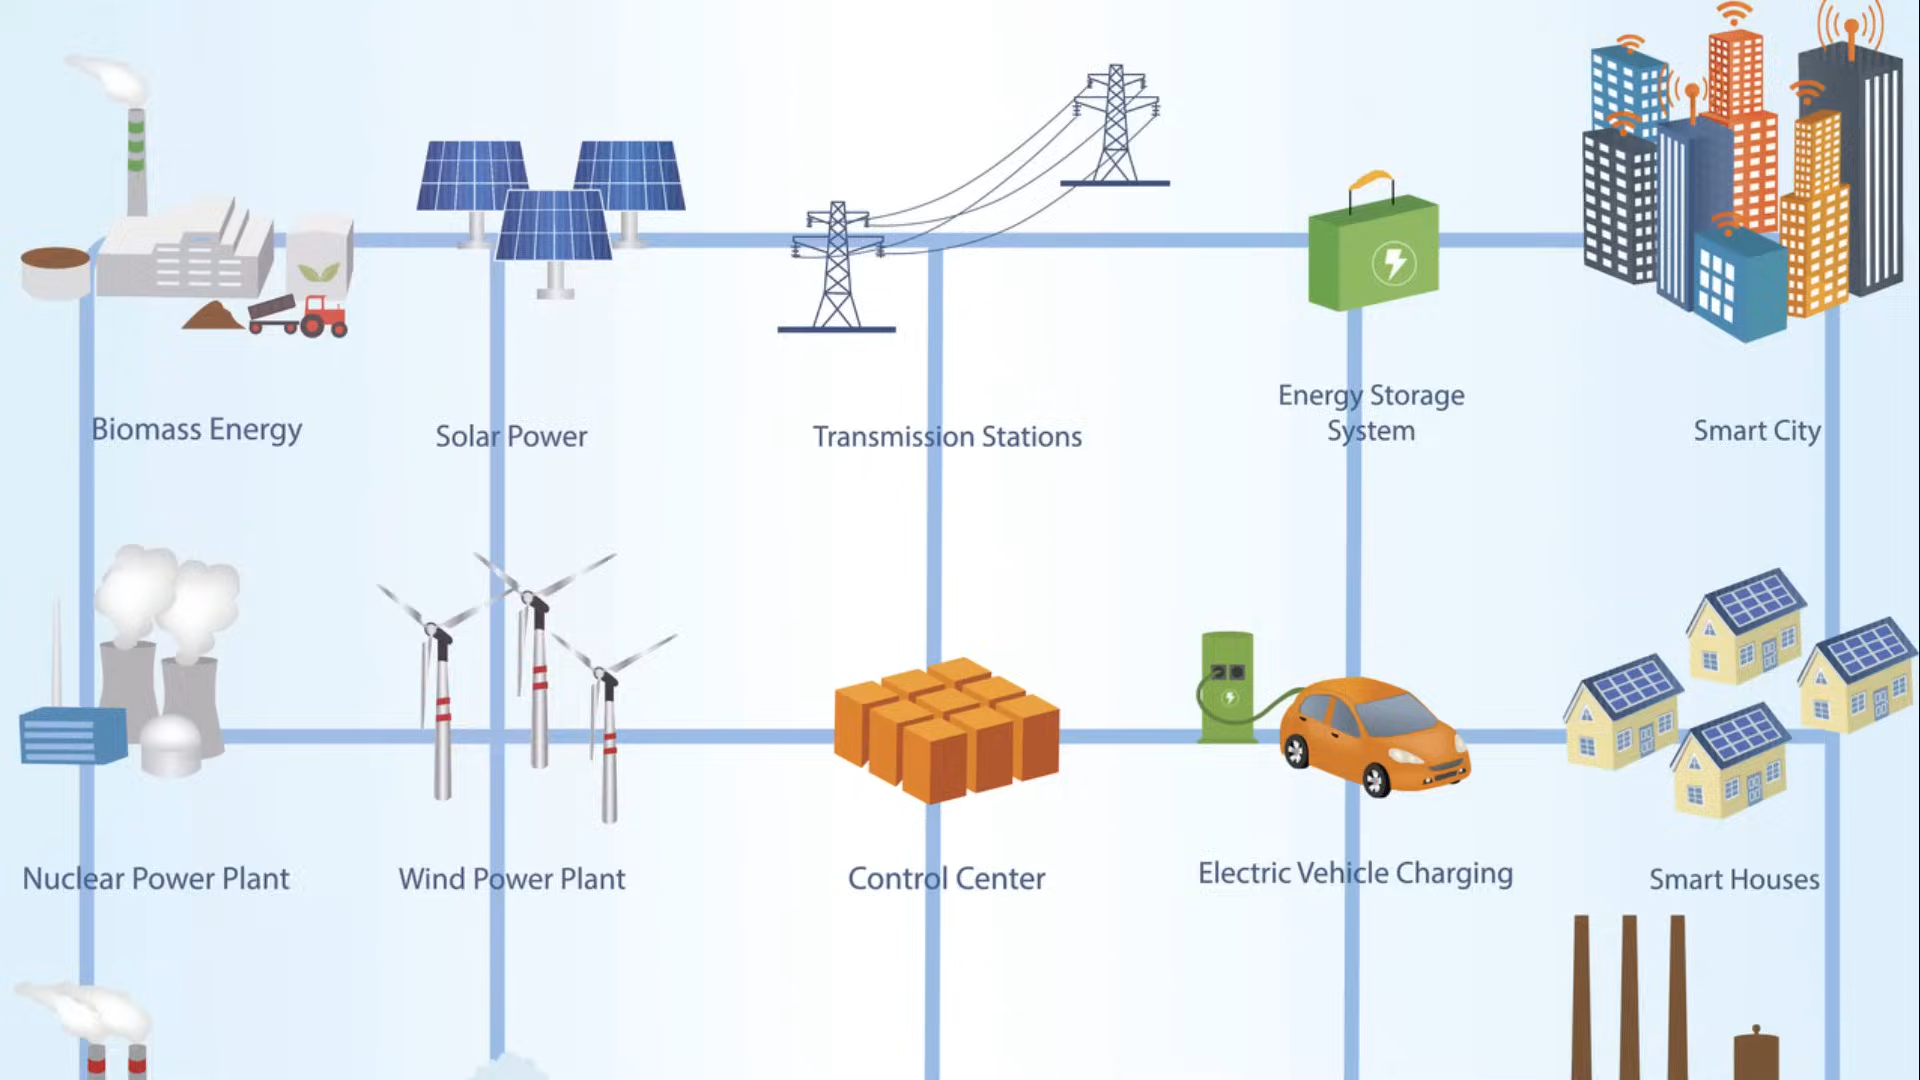 Biomass Energy
Solar Power
Transmission Stations
Energy Storage
System
Smart City
Nuclear Power Plant
Wind Power Plant
Control Center
Electric Vehicle Charging
Smart Houses